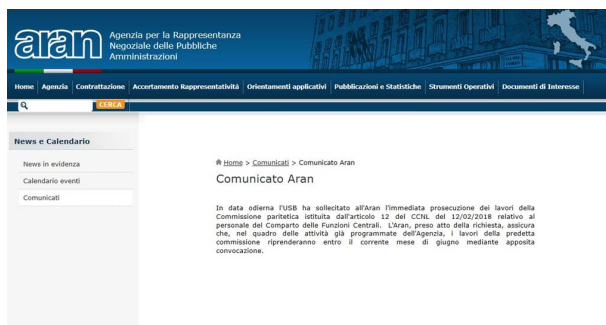 aran
Agenzia per la Rappresentanza
Negoziale delle Pubbliche
Amministrazioni
Home Agenzia Contrattazione Accertamento Rappresentatività Orientamenti applicativi Pubblicazioni e Statistiche Strumenti Operativi Documenti di Interesse
CERCA
News e Calendario
News in evidenza
Calendario eventi
Comunicati
Home > Comunicati > Comunicato Aran
Comunicato Aran
In data odierna l'USB ha sollecitato all'Aran l'immediata prosecuzione dei lavori della
Commissione paritetica istituita dall'articolo 12 del CCNL del 12/02/2018 relativo al
personale del Comparto delle Funzioni Centrali. L'Aran, preso atto della richiesta, assicura
che, nel quadro delle attività già programmate dell'Agenzia, i lavori della predetta
commissione riprenderanno entro il corrente mese di giugno mediante apposita
convocazione.